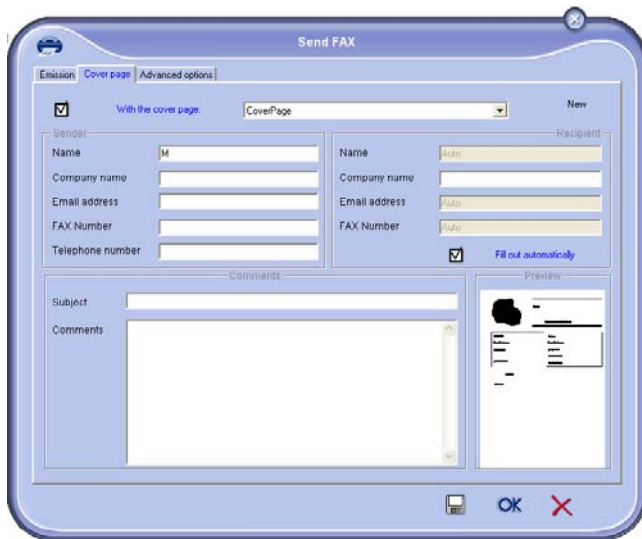 Send FAX
Emission Cover page Advanced options
With the cover page: CoverPage New
Sender
Name M
Company name
Email address
FAX Number
Telephone number
Recipient
Name Auto
Company name
Email address Auto
FAX Number Auto
Fill out automatically
Comments
Subject
Comments
Preview
OK